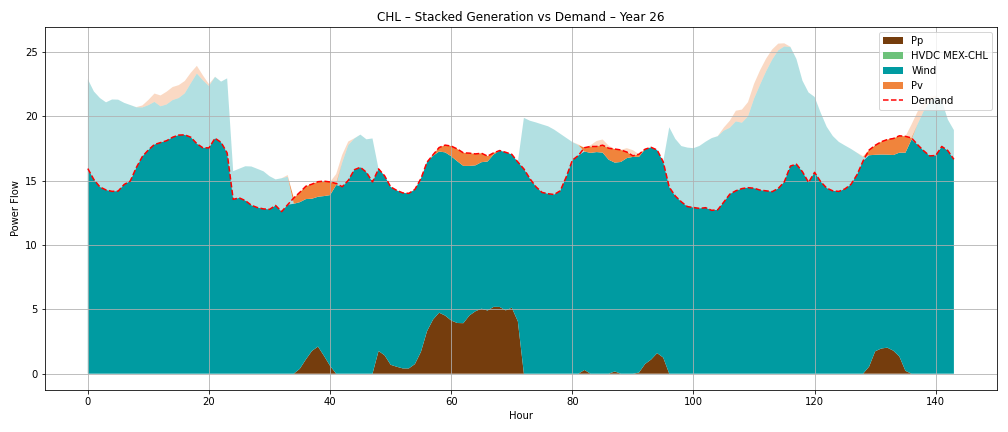 CHL – Stacked Generation vs Demand – Year 26
Power Flow
25
20
15
10
5
0
Pp
HVDC MEX-CHL
Wind
Pv
Demand
0 20 40 60 80 100 120 140
Hour